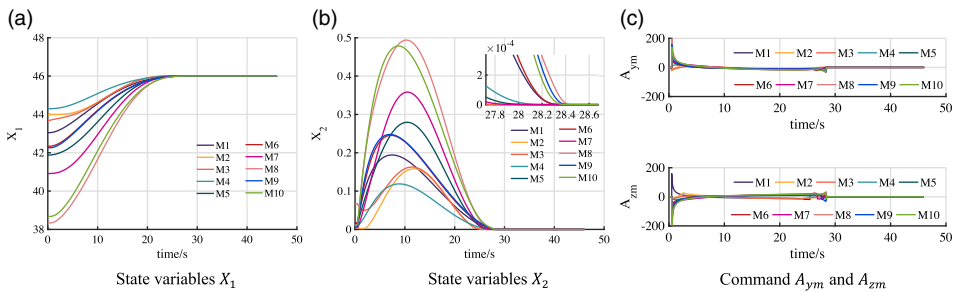 (a)
48
46
44
42
40
38
X1
0
10
20
30
40
50
time/s
M1
M2
M3
M4
M5
M6
M7
M8
M9
M10
State variables X1
(b)
0.5
0.4
0.3
0.2
0.1
0
X2
0
10
20
30
40
50
time/s
×10-4
4
2
0
27.8
28
28.2
28.4
28.6
M1
M2
M3
M4
M5
M6
M7
M8
M9
M10
State variables X2
(c)
200
0
-200
Aym
M1 M2 M3 M4 M5
M6 M7 M8 M9 M10
0 10 20 30 40 50
time/s
200
0
-200
Azm
M1 M2 M3 M4 M5
M6 M7 M8 M9 M10
0 10 20 30 40 50
time/s
Command Aym and Azm